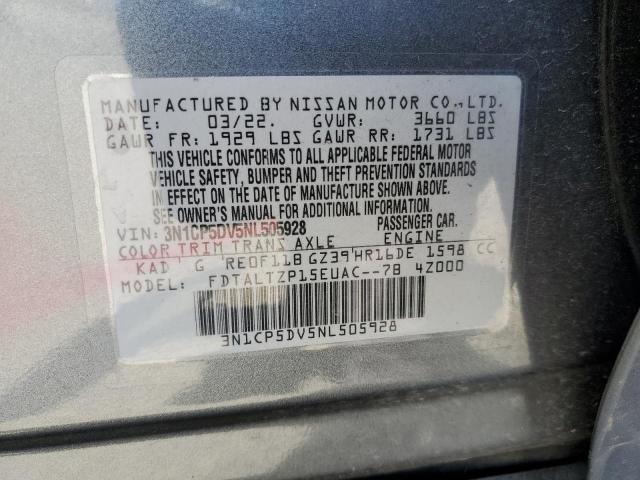 MANUFACTURED BY NISSAN MOTOR CO., LTD.
DATE: 03/22. GVWR: 3660 LBS
GAWR FR: 1929 LBS GAWR RR: 1731 LBS
THIS VEHICLE CONFORMS TO ALL APPLICABLE FEDERAL MOTOR
VEHICLE SAFETY, BUMPER AND THEFT PREVENTION STANDARDS
IN EFFECT ON THE DATE OF MANUFACTURE SHOWN ABOVE.
SEE OWNER'S MANUAL FOR ADDITIONAL INFORMATION.
VIN: 3N1CP5DV5NL505928 PASSENGER CAR.
COLOR TRIM TRANS AXLE ENGINE
KAD G RE0F11B GZ39 HR16DE 1598 CC
MODEL: FDTALTZP15EUAC--7B 4Z000
3N1CP5DV5NL505928